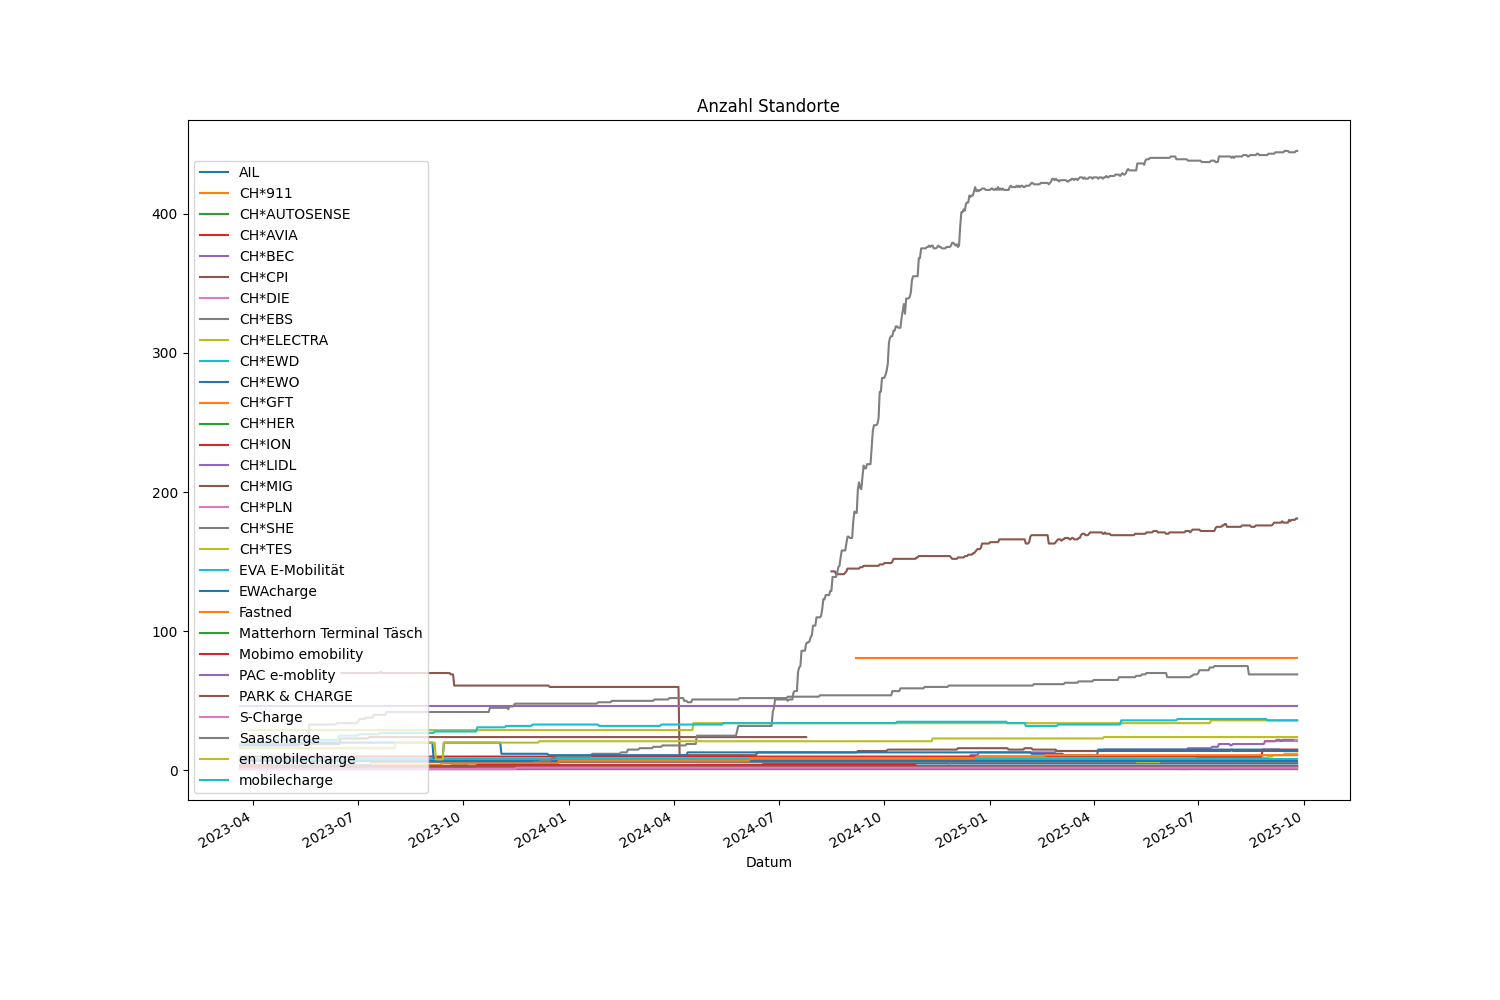 Anzahl Standorte
400
300
200
100
0
AIL
CH*911
CH*AUTOSENSE
CH*AVIA
CH*BEC
CH*CPI
CH*DIE
CH*EBS
CH*ELECTRA
CH*EWD
CH*EWO
CH*GFT
CH*HER
CH*ION
CH*LIDL
CH*MIG
CH*PLN
CH*SHE
CH*TES
EVA E-Mobilität
EWAcharge
Fastned
Matterhorn Terminal Täsch
Mobimo emobility
PAC e-moblity
PARK & CHARGE
S-Charge
Saascharge
en mobilecharge
mobilecharge
2023-04
2023-07
2023-10
2024-01
2024-04
2024-07
2024-10
2025-01
2025-04
2025-07
2025-10
Datum